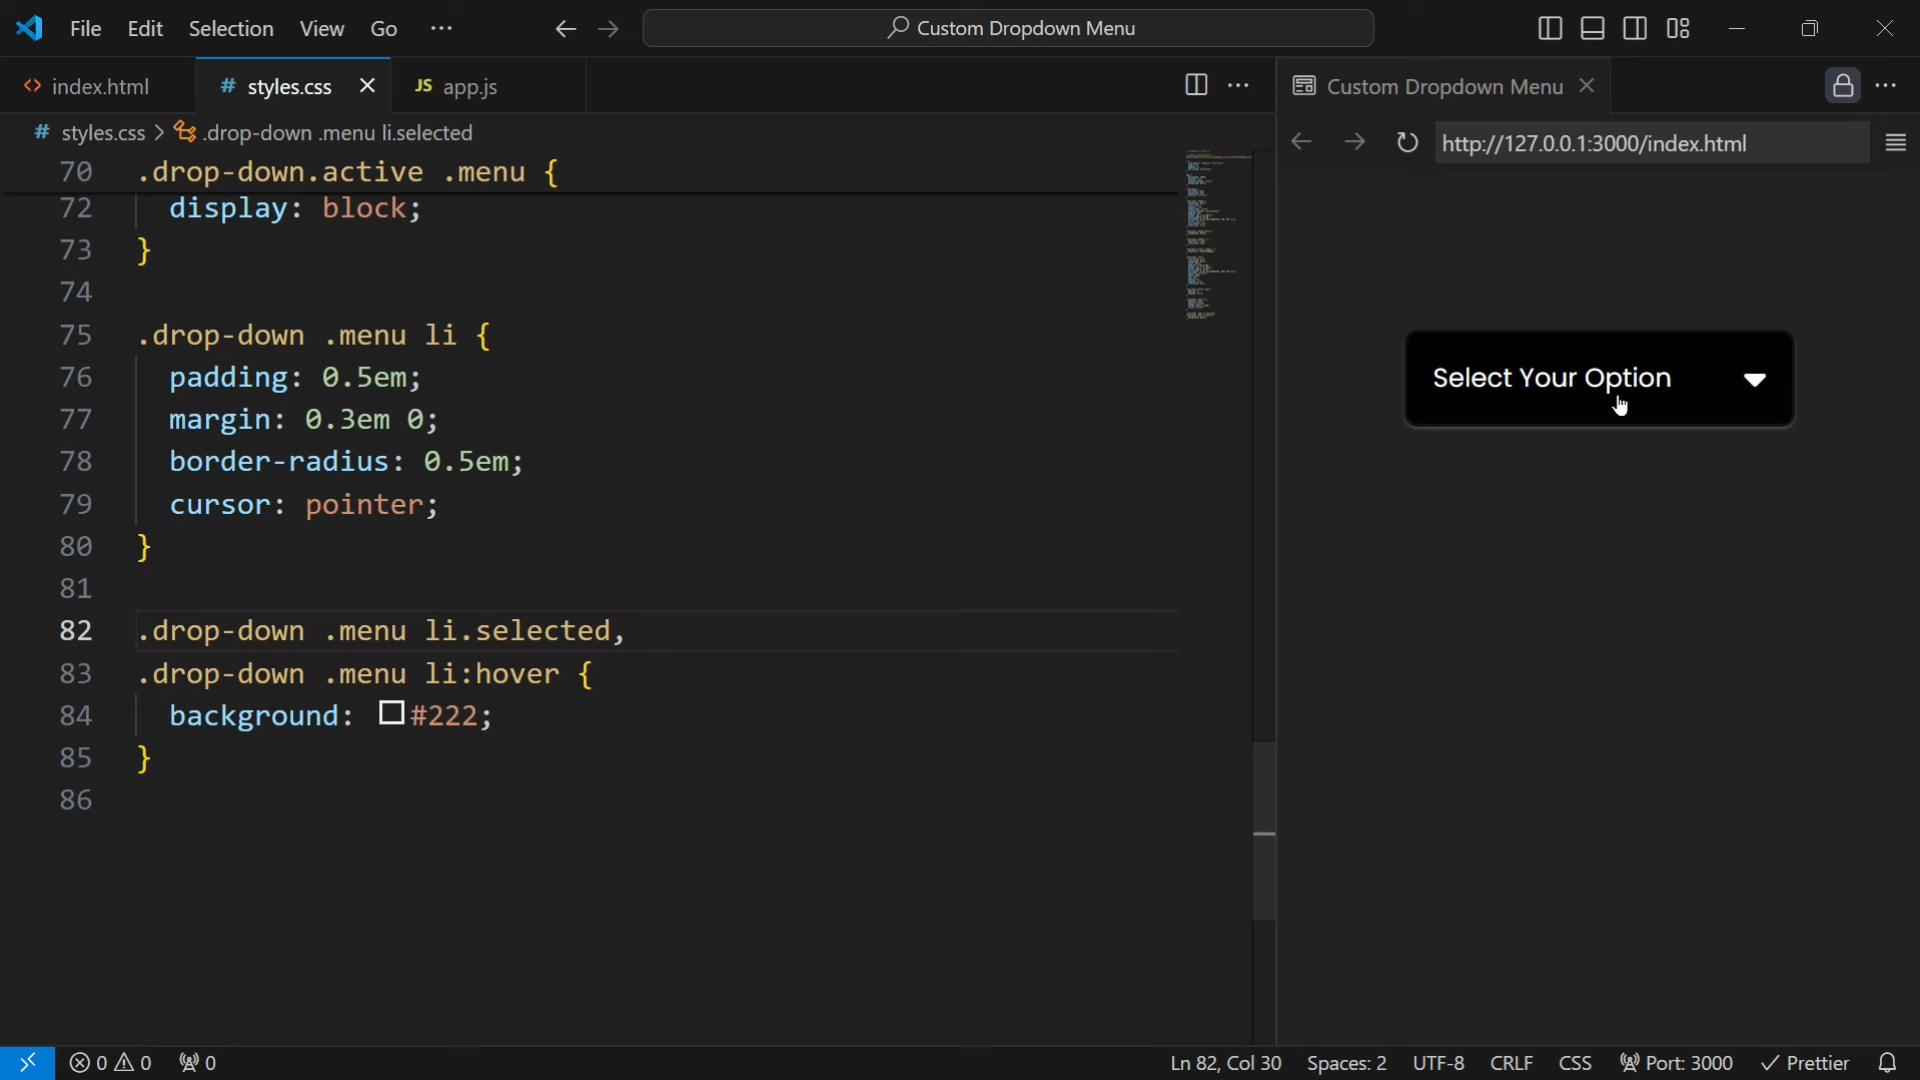 File Edit Selection View Go ··· Custom Dropdown Menu
index.html # styles.css JS app.js ··· Custom Dropdown Menu ···
# styles.css > .drop-down .menu li.selected
http://127.0.0.1:3000/index.html
70 .drop-down.active .menu {
72 display: block;
73 }
74
75 .drop-down .menu li {
76 padding: 0.5em;
77 margin: 0.3em 0;
78 border-radius: 0.5em;
79 cursor: pointer;
80 }
81
82 .drop-down .menu li.selected,
83 .drop-down .menu li:hover {
84 background: #222;
85 }
86
Select Your Option
0 0 0 Ln 82, Col 30 Spaces: 2 UTF-8 CRLF CSS Port: 3000 Prettier